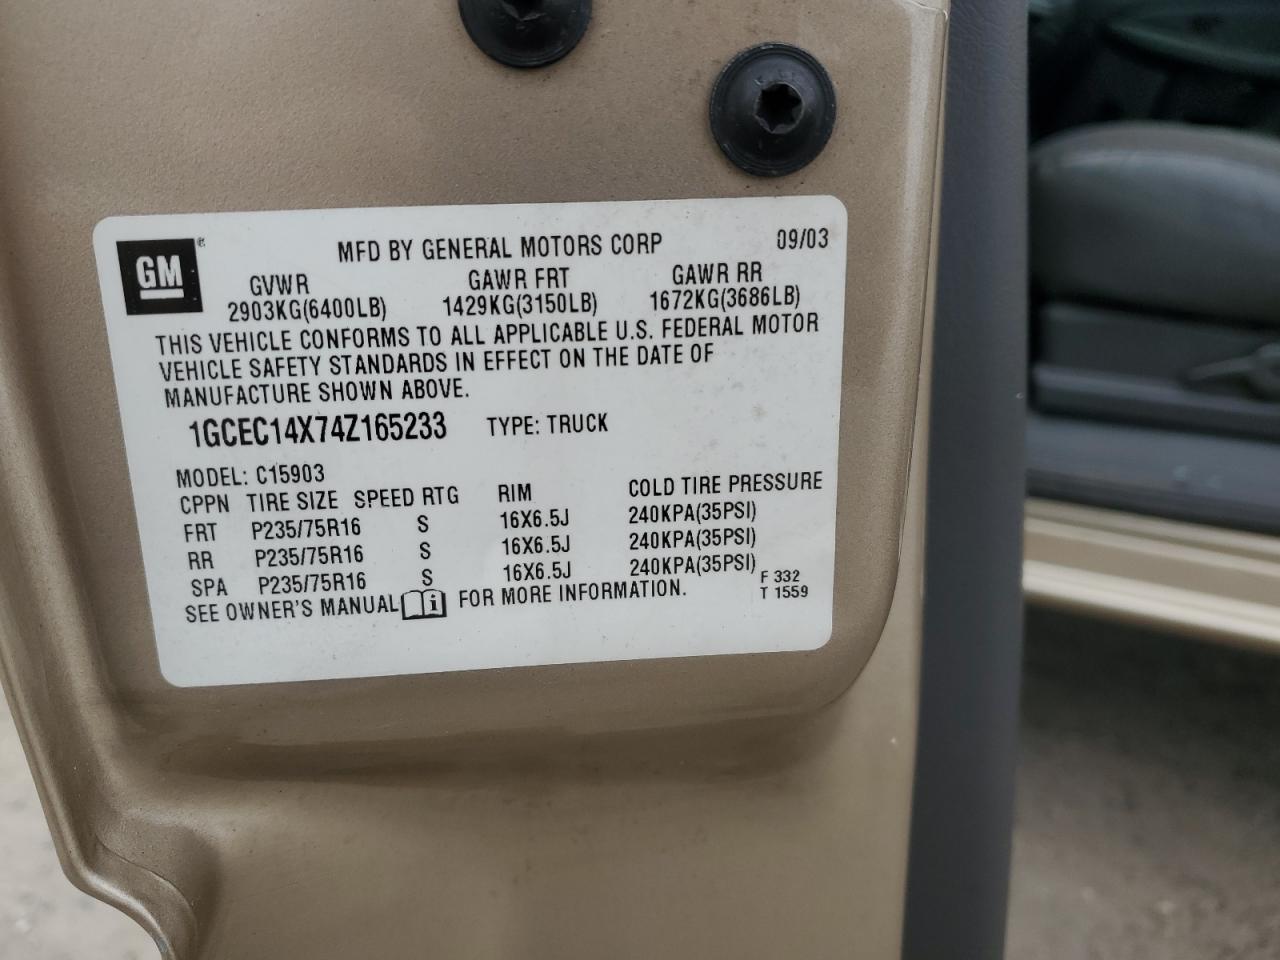 GM ®
MFD BY GENERAL MOTORS CORP 09/03
GVWR GAWR FRT GAWR RR
2903KG(6400LB) 1429KG(3150LB) 1672KG(3686LB)
THIS VEHICLE CONFORMS TO ALL APPLICABLE U.S. FEDERAL MOTOR
VEHICLE SAFETY STANDARDS IN EFFECT ON THE DATE OF
MANUFACTURE SHOWN ABOVE.
1GCEC14X74Z165233 TYPE: TRUCK
MODEL: C15903
CPPN TIRE SIZE SPEED RTG RIM COLD TIRE PRESSURE
FRT P235/75R16 S 16X6.5J 240KPA(35PSI)
RR P235/75R16 S 16X6.5J 240KPA(35PSI)
SPA P235/75R16 S 16X6.5J 240KPA(35PSI)
SEE OWNER'S MANUAL FOR MORE INFORMATION.
F 332
T 1559